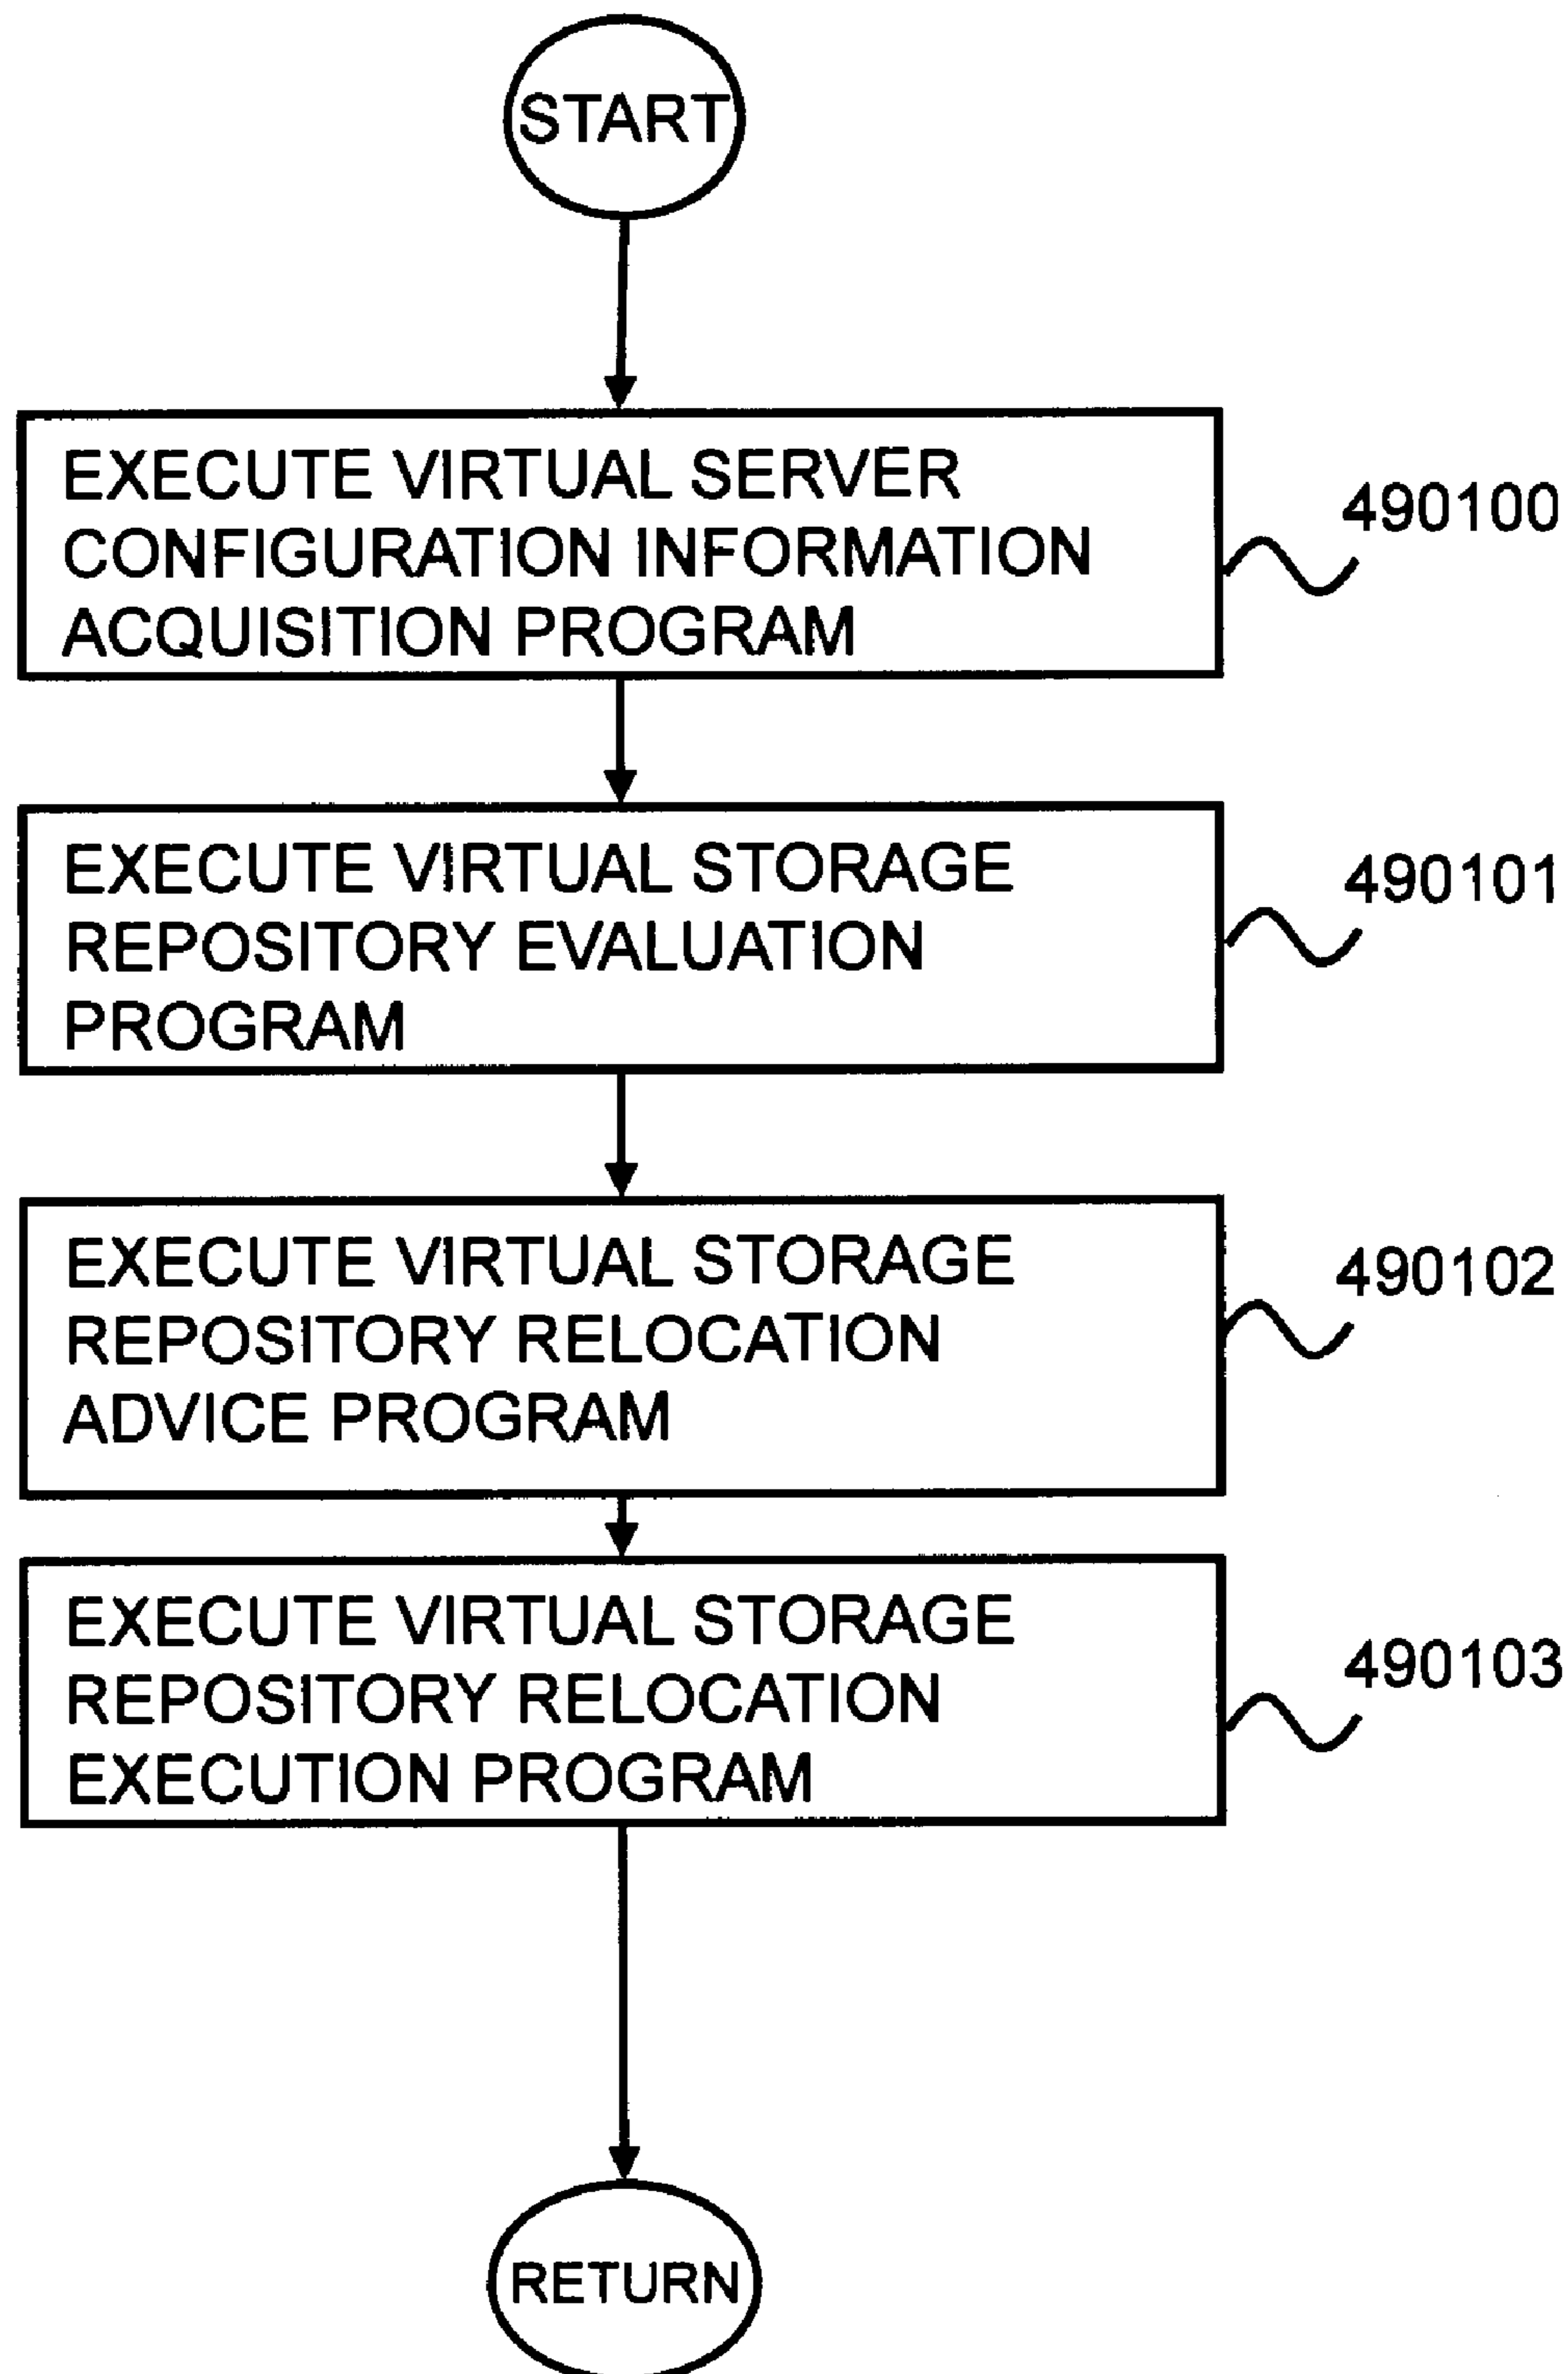 START
EXECUTE VIRTUAL SERVER
CONFIGURATION INFORMATION
ACQUISITION PROGRAM
490100
EXECUTE VIRTUAL STORAGE
REPOSITORY EVALUATION
PROGRAM
490101
EXECUTE VIRTUAL STORAGE
REPOSITORY RELOCATION
ADVICE PROGRAM
490102
EXECUTE VIRTUAL STORAGE
REPOSITORY RELOCATION
EXECUTION PROGRAM
490103
RETURN